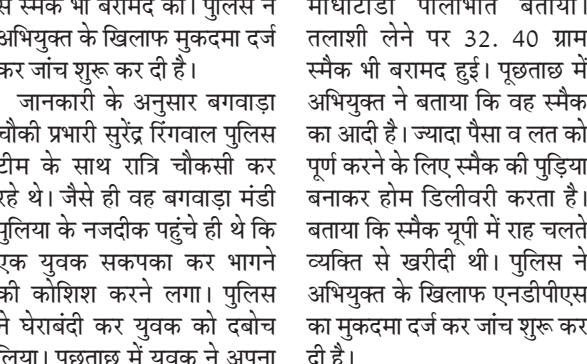 से स्मैक भी बरामद की। पुलिस ने
अभियुक्त के खिलाफ मुकदमा दर्ज
कर जांच शुरू कर दी है।
जानकारी के अनुसार बगवाड़ा
चौकी प्रभारी सुरेंद्र रिंगवाल पुलिस
टीम के साथ रात्रि चौकसी कर
रहे थे। जैसे ही वह बगवाड़ा मंडी
पुलिया के नजदीक पहुंचे ही थे कि
एक युवक सकपका कर भागने
की कोशिश करने लगा। पुलिस
ने घेराबंदी कर युवक को दबोच
लिया। पूछताछ में युवक ने अपना
माधोटांडा पीलीभीत बताया।
तलाशी लेने पर 32. 40 ग्राम
स्मैक भी बरामद हुई। पूछताछ में
अभियुक्त ने बताया कि वह स्मैक
का आदी है। ज्यादा पैसा व लत को
पूर्ण करने के लिए स्मैक की पुड़िया
बनाकर होम डिलीवरी करता है।
बताया कि स्मैक यूपी में राह चलते
व्यक्ति से खरीदी थी। पुलिस ने
अभियुक्त के खिलाफ एनडीपीएस
का मुकदमा दर्ज कर जांच शुरू कर
दी है।